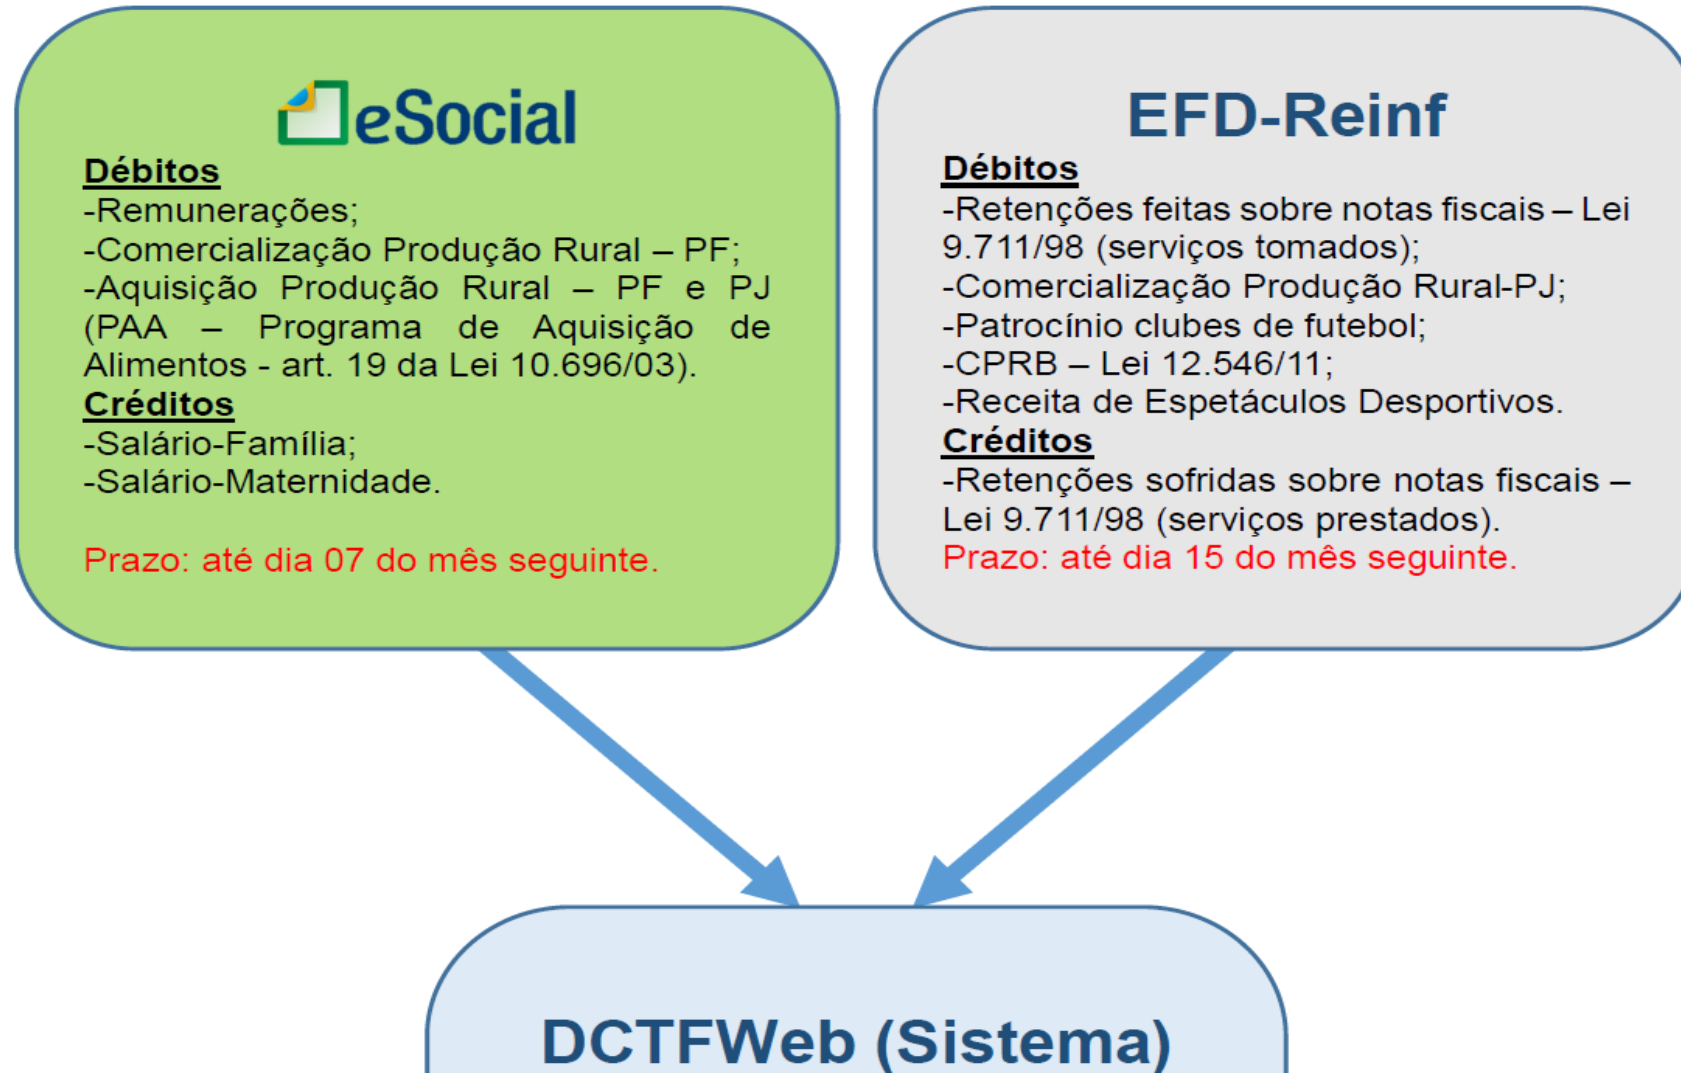 eSocial
Débitos
-Remunerações;
-Comercialização Produção Rural – PF;
-Aquisição Produção Rural – PF e PJ
(PAA – Programa de Aquisição de
Alimentos - art. 19 da Lei 10.696/03).
Créditos
-Salário-Família;
-Salário-Maternidade.
Prazo: até dia 07 do mês seguinte.
EFD-Reinf
Débitos
-Retenções feitas sobre notas fiscais – Lei
9.711/98 (serviços tomados);
-Comercialização Produção Rural-PJ;
-Patrocínio clubes de futebol;
-CPRB – Lei 12.546/11;
-Receita de Espetáculos Desportivos.
Créditos
-Retenções sofridas sobre notas fiscais –
Lei 9.711/98 (serviços prestados).
Prazo: até dia 15 do mês seguinte.
DCTFWeb (Sistema)